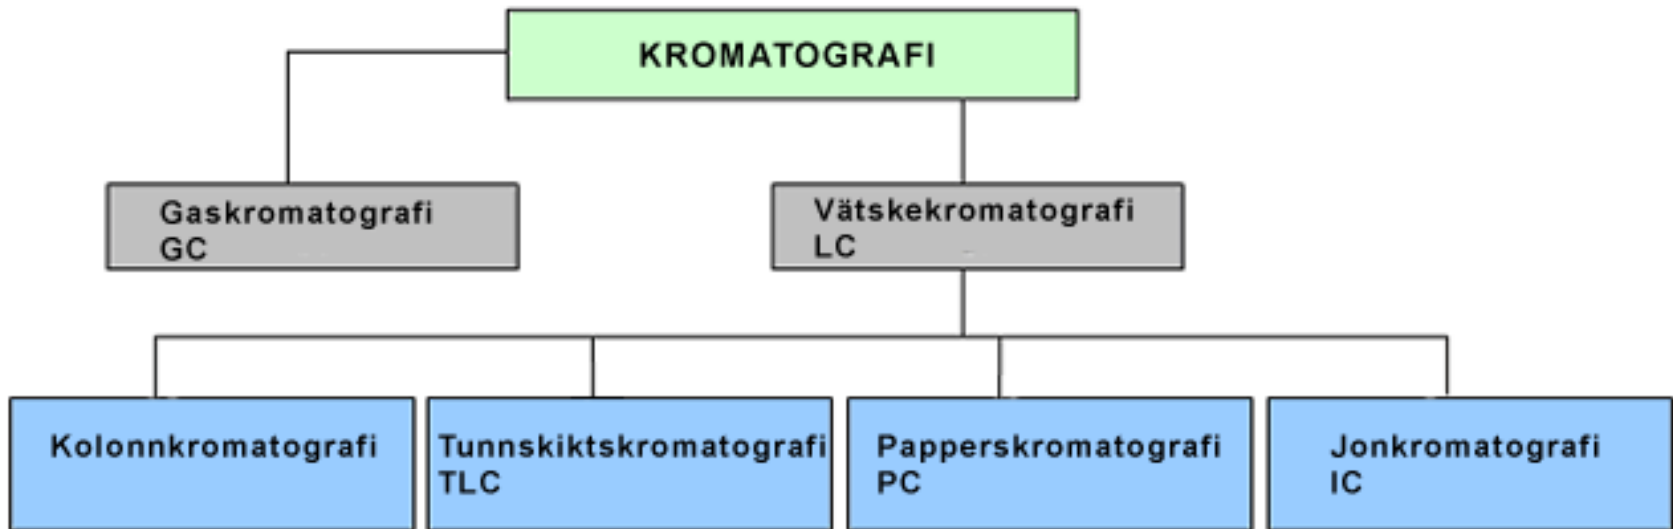 KROMATOGRAFI
Gaskromatografi
GC
Vätskekromatografi
LC
Kolonnkromatografi
Tunnskiktskromatografi
TLC
Papperskromatografi
PC
Jonkromatografi
IC